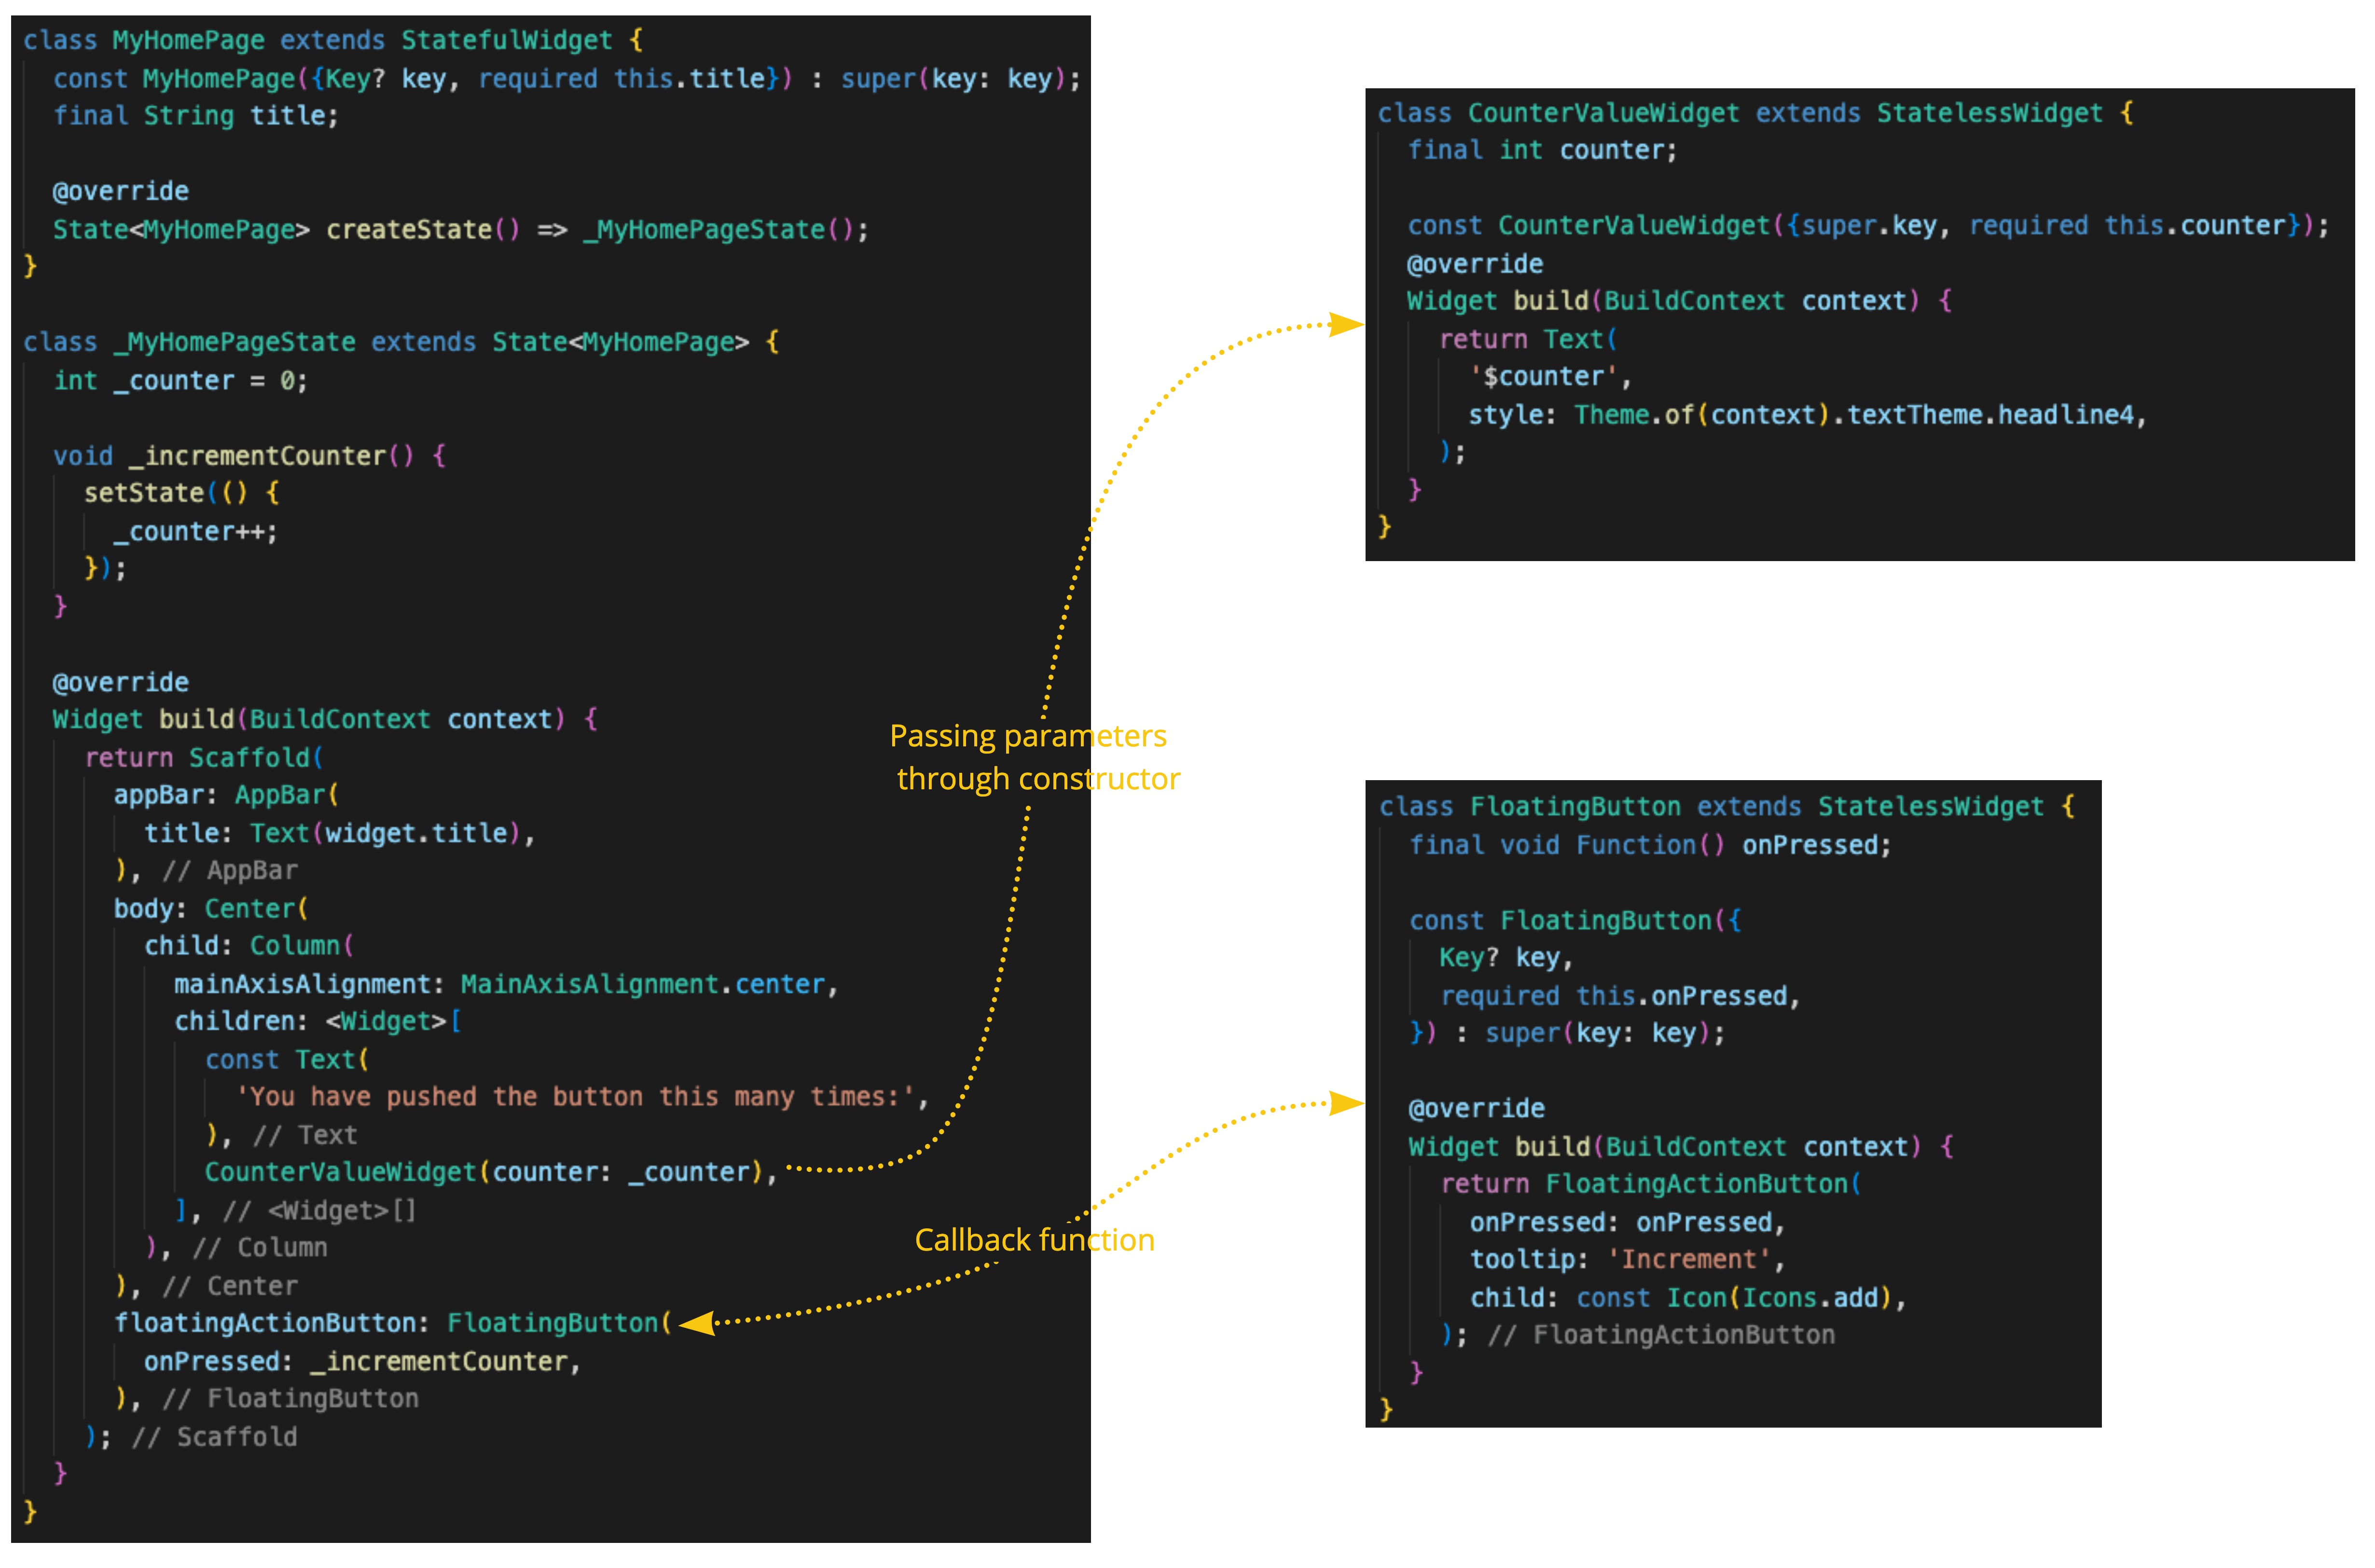 class MyHomePage extends StatefulWidget {
  const MyHomePage({Key? key, required this.title}) : super(key: key);
  final String title;

  @override
  State<MyHomePage> createState() => _MyHomePageState();
}

class _MyHomePageState extends State<MyHomePage> {
  int _counter = 0;

  void _incrementCounter() {
    setState(() {
      _counter++;
    });
  }

  @override
  Widget build(BuildContext context) {
    return Scaffold(
      appBar: AppBar(
        title: Text(widget.title),
      ), // AppBar
      body: Center(
        child: Column(
          mainAxisAlignment: MainAxisAlignment.center,
          children: <Widget>[
            const Text(
              'You have pushed the button this many times:',
            ), // Text
            CounterValueWidget(counter: _counter),
          ], // <Widget>[]
        ), // Column
      ), // Center
      floatingActionButton: FloatingButton(
        onPressed: _incrementCounter,
      ), // FloatingButton
    ); // Scaffold
  }
}
Passing parameters
through constructor
Callback function
class CounterValueWidget extends StatelessWidget {
  final int counter;

  const CounterValueWidget({super.key, required this.counter});
  @override
  Widget build(BuildContext context) {
    return Text(
      '$counter',
      style: Theme.of(context).textTheme.headline4,
    );
  }
}
class FloatingButton extends StatelessWidget {
  final void Function() onPressed;

  const FloatingButton({
    Key? key,
    required this.onPressed,
  }) : super(key: key);

  @override
  Widget build(BuildContext context) {
    return FloatingActionButton(
      onPressed: onPressed,
      tooltip: 'Increment',
      child: const Icon(Icons.add),
    ); // FloatingActionButton
  }
}